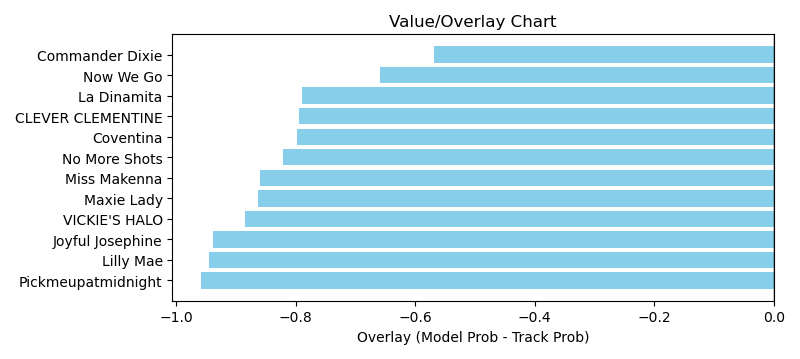 Value/Overlay Chart
Commander Dixie
Now We Go
La Dinamita
CLEVER CLEMENTINE
Coventina
No More Shots
Miss Makenna
Maxie Lady
VICKIE'S HALO
Joyful Josephine
Lilly Mae
Pickmeupatmidnight
−1.0 −0.8 −0.6 −0.4 −0.2 0.0
Overlay (Model Prob - Track Prob)